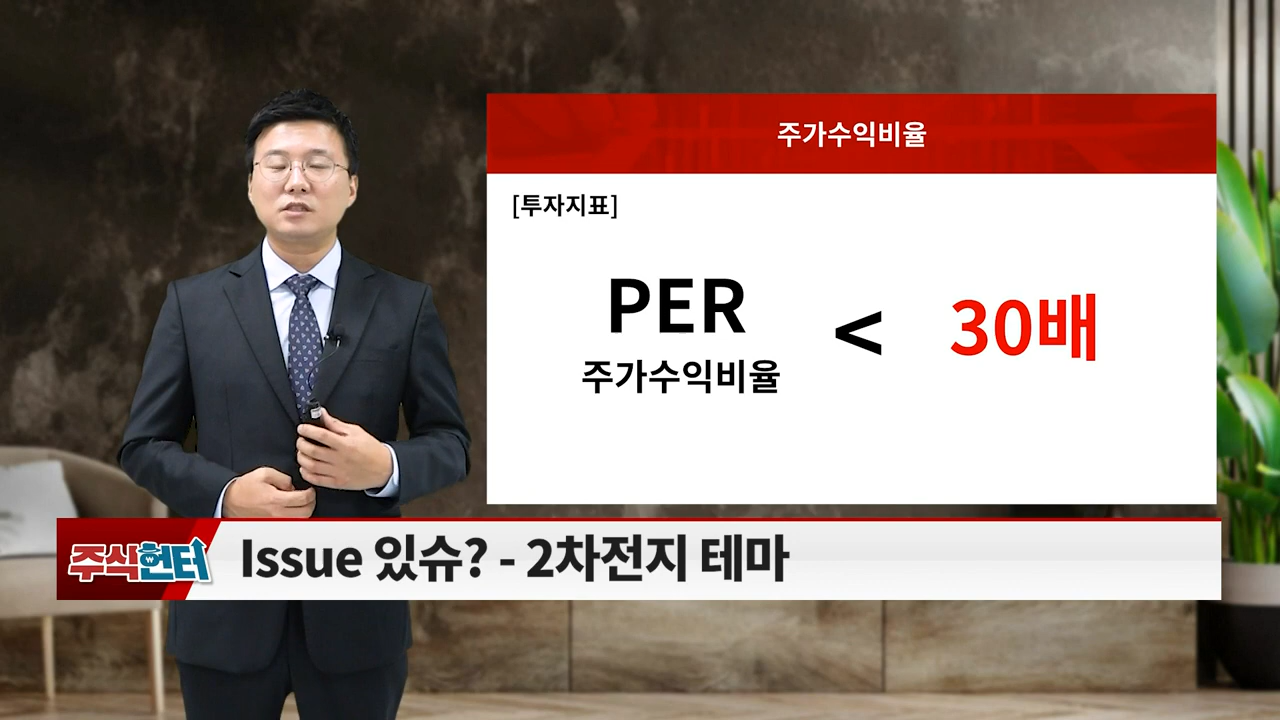 주가수익비율
[투자지표]
PER
주가수익비율
<
30배
주식헌터
Issue 있슈? - 2차전지 테마